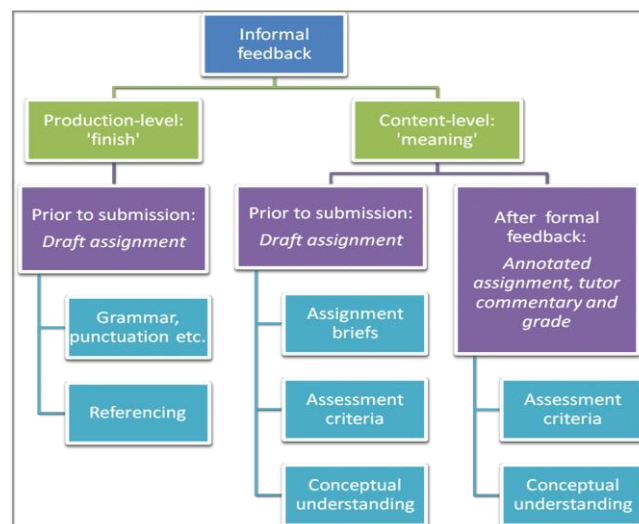 Informal
feedback
Production-level:
'finish'
Content-level:
'meaning'
Prior to submission:
Draft assignment
Prior to submission:
Draft assignment
After formal
feedback:
Annotated
assignment, tutor
commentary and
grade
Grammar,
punctuation etc.
Referencing
Assignment
briefs
Assessment
criteria
Conceptual
understanding
Assessment
criteria
Conceptual
understanding